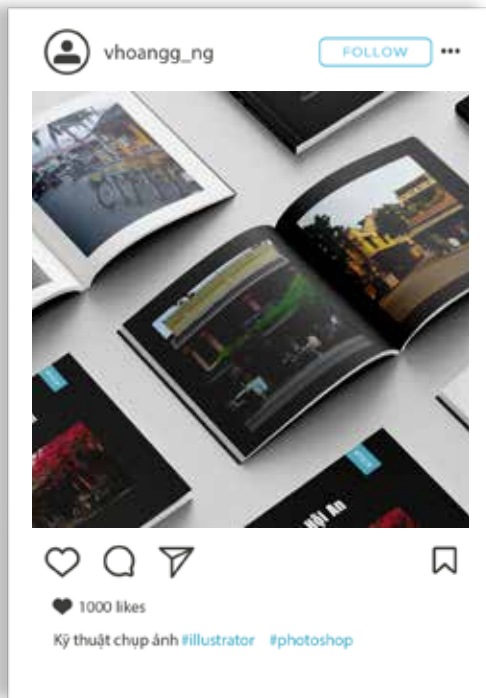 vhoangg_ng
FOLLOW
Hội An
1000 likes
Kỹ thuật chụp ảnh #illustrator #photoshop